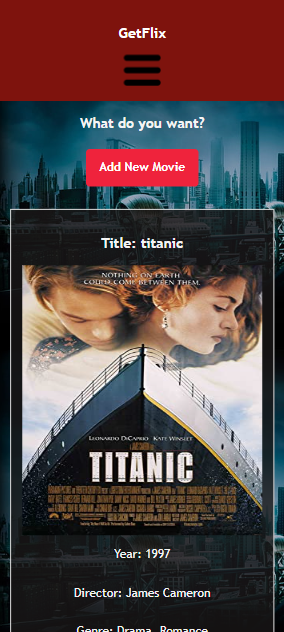 GetFlix
What do you want?
Add New Movie
Title: titanic
NOTHING ON EARTH
COULD COME BETWEEN THEM.
LEONARDO DICAPRIO KATE WINSLET
TITANIC
Year: 1997
Director: James Cameron
Genre: Drama, Romance